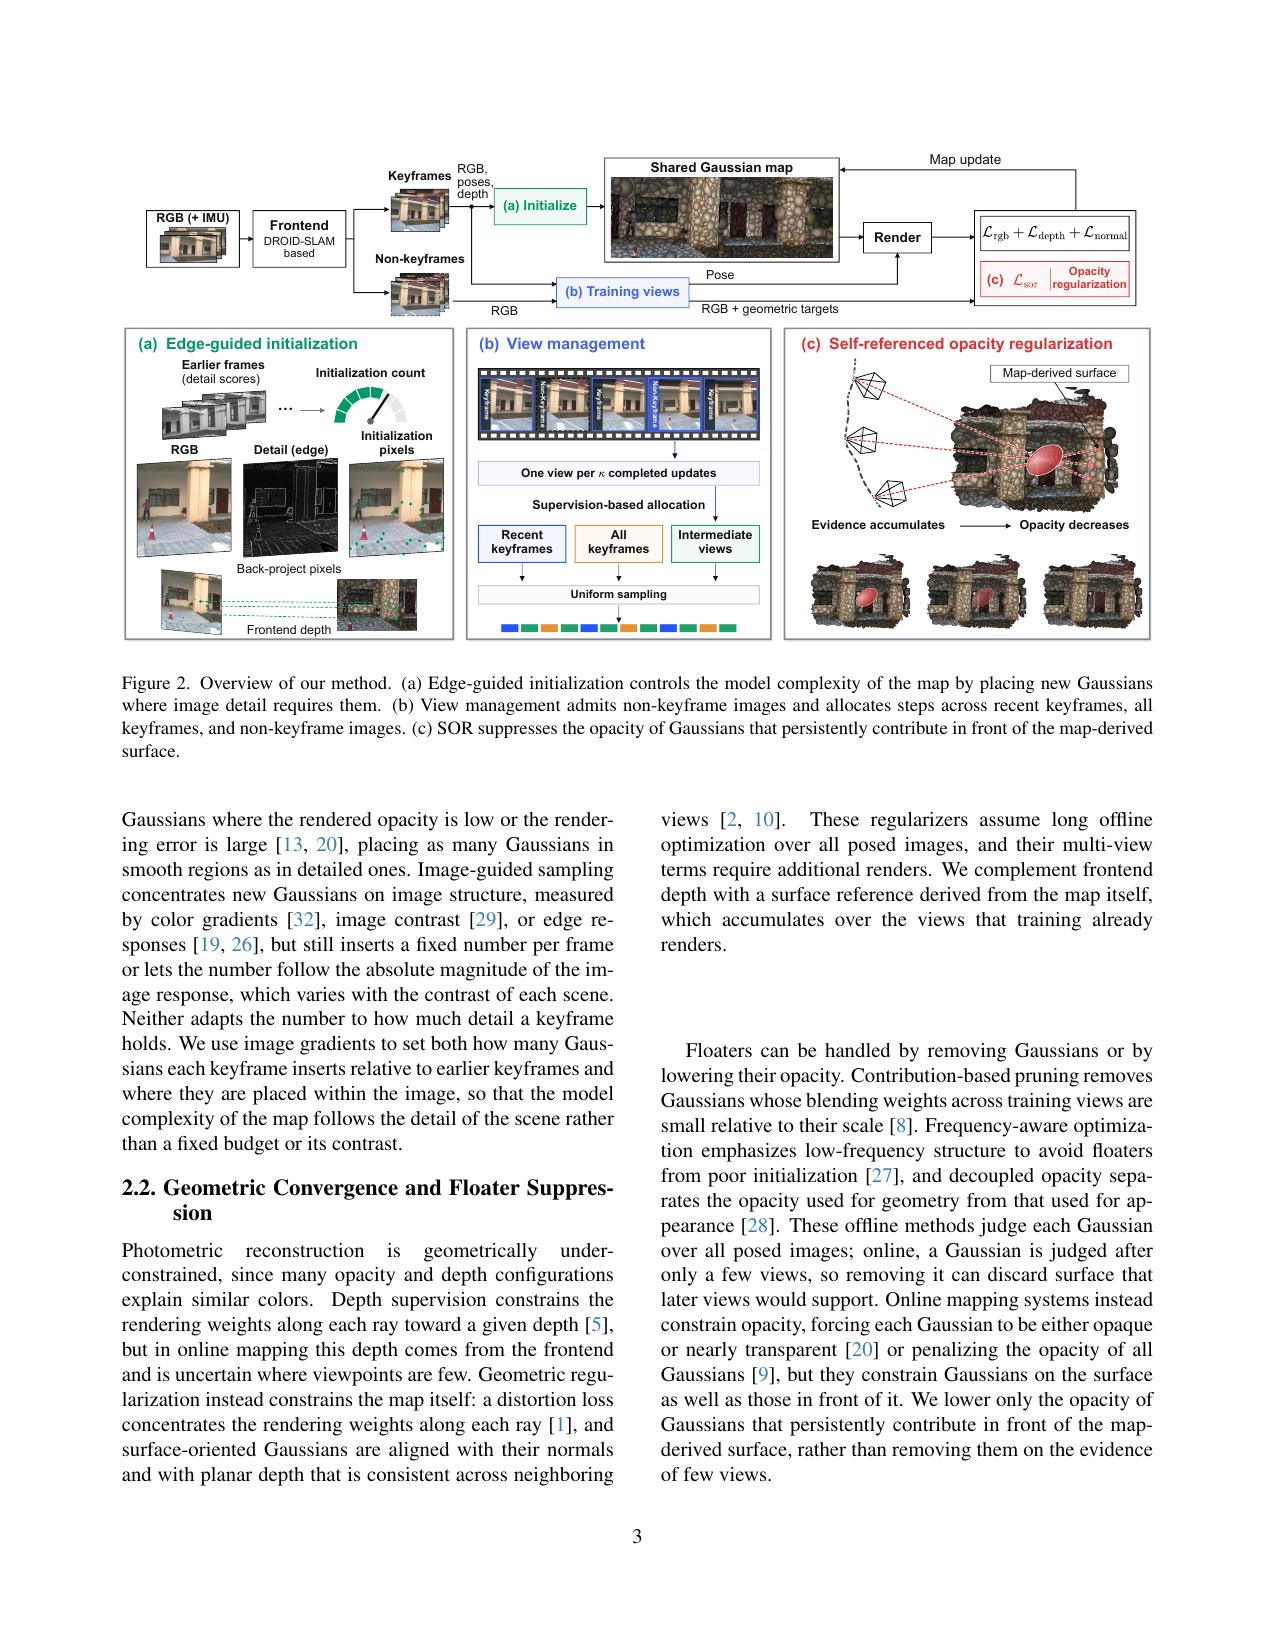 RGB (+ IMU)
Frontend
DROID-SLAM
based
Keyframes
RGB,
poses,
depth
Non-keyframes
RGB
(a) Initialize
Shared Gaussian map
(b) Training views
Pose
RGB + geometric targets
Render
Map update
ℒrgb + ℒdepth + ℒnormal
(c) ℒsor | Opacity
regularization
(a) Edge-guided initialization
Earlier frames
(detail scores)
...
Initialization count
RGB
Detail (edge)
Initialization
pixels
Back-project pixels
Frontend depth
(b) View management
Keyframe
Non-Keyframe
Non-Keyframe
Keyframe
One view per κ completed updates
Supervision-based allocation
Recent
keyframes
All
keyframes
Intermediate
views
Uniform sampling
(c) Self-referenced opacity regularization
Map-derived surface
Evidence accumulates
Opacity decreases
Figure 2. Overview of our method. (a) Edge-guided initialization controls the model complexity of the map by placing new Gaussians
where image detail requires them. (b) View management admits non-keyframe images and allocates steps across recent keyframes, all
keyframes, and non-keyframe images. (c) SOR suppresses the opacity of Gaussians that persistently contribute in front of the map-derived
surface.
Gaussians where the rendered opacity is low or the render-
ing error is large [13, 20], placing as many Gaussians in
smooth regions as in detailed ones. Image-guided sampling
concentrates new Gaussians on image structure, measured
by color gradients [32], image contrast [29], or edge re-
sponses [19, 26], but still inserts a fixed number per frame
or lets the number follow the absolute magnitude of the im-
age response, which varies with the contrast of each scene.
Neither adapts the number to how much detail a keyframe
holds. We use image gradients to set both how many Gaus-
sians each keyframe inserts relative to earlier keyframes and
where they are placed within the image, so that the model
complexity of the map follows the detail of the scene rather
than a fixed budget or its contrast.
2.2. Geometric Convergence and Floater Suppres-
sion
Photometric reconstruction is geometrically under-
constrained, since many opacity and depth configurations
explain similar colors. Depth supervision constrains the
rendering weights along each ray toward a given depth [5],
but in online mapping this depth comes from the frontend
and is uncertain where viewpoints are few. Geometric regu-
larization instead constrains the map itself: a distortion loss
concentrates the rendering weights along each ray [1], and
surface-oriented Gaussians are aligned with their normals
and with planar depth that is consistent across neighboring
views [2, 10]. These regularizers assume long offline
optimization over all posed images, and their multi-view
terms require additional renders. We complement frontend
depth with a surface reference derived from the map itself,
which accumulates over the views that training already
renders.
Floaters can be handled by removing Gaussians or by
lowering their opacity. Contribution-based pruning removes
Gaussians whose blending weights across training views are
small relative to their scale [8]. Frequency-aware optimiza-
tion emphasizes low-frequency structure to avoid floaters
from poor initialization [27], and decoupled opacity sepa-
rates the opacity used for geometry from that used for ap-
pearance [28]. These offline methods judge each Gaussian
over all posed images; online, a Gaussian is judged after
only a few views, so removing it can discard surface that
later views would support. Online mapping systems instead
constrain opacity, forcing each Gaussian to be either opaque
or nearly transparent [20] or penalizing the opacity of all
Gaussians [9], but they constrain Gaussians on the surface
as well as those in front of it. We lower only the opacity of
Gaussians that persistently contribute in front of the map-
derived surface, rather than removing them on the evidence
of few views.
3